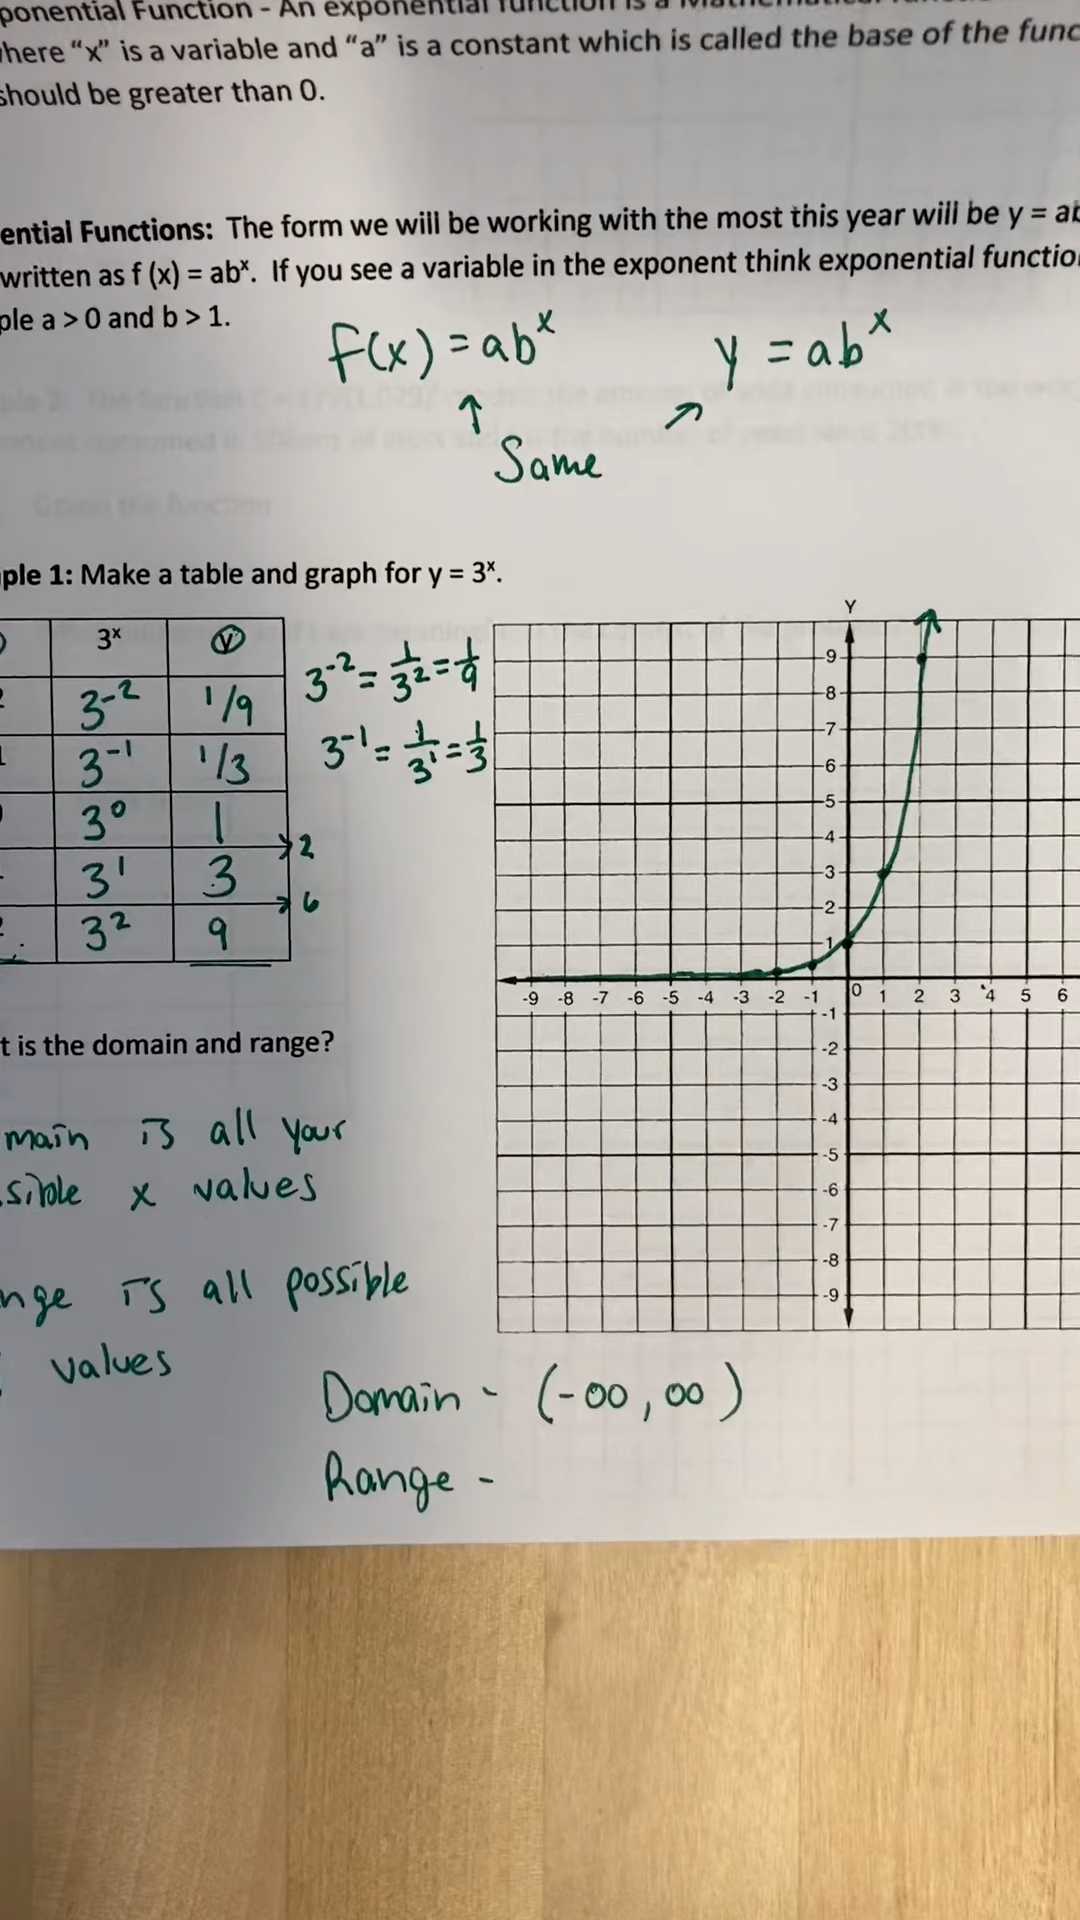 ponential Function - An exponential function is a Mathematical
here “x” is a variable and “a” is a constant which is called the base of the func
should be greater than 0.
ential Functions: The form we will be working with the most this year will be y = ab
written as f (x) = abˣ. If you see a variable in the exponent think exponential functio
ple a > 0 and b > 1.
f(x) = abˣ
y = abˣ
Same
ple 1: Make a table and graph for y = 3ˣ.
3ˣ y
3⁻² 1/9
3⁻¹ 1/3
3⁰ 1
3¹ 3
3² 9
2
6
3⁻² = 1/3² = 1/9
3⁻¹ = 1/3¹ = 1/3
Y
9
8
7
6
5
4
3
2
1
-9 -8 -7 -6 -5 -4 -3 -2 -1 0 1 2 3 4 5 6
-1
-2
-3
-4
-5
-6
-7
-8
-9
t is the domain and range?
main is all your
sible x values
nge is all possible
values
Domain - (-∞, ∞)
Range -